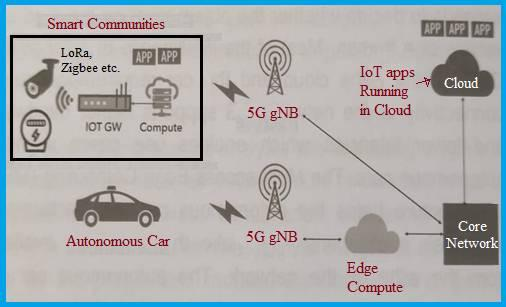 Smart Communities
LoRa,
Zigbee etc.
APP APP
IOT GW
Compute
5G gNB
APP APP APP
IoT apps
Running
in Cloud
Cloud
Autonomous Car
5G gNB
Edge
Compute
Core
Network